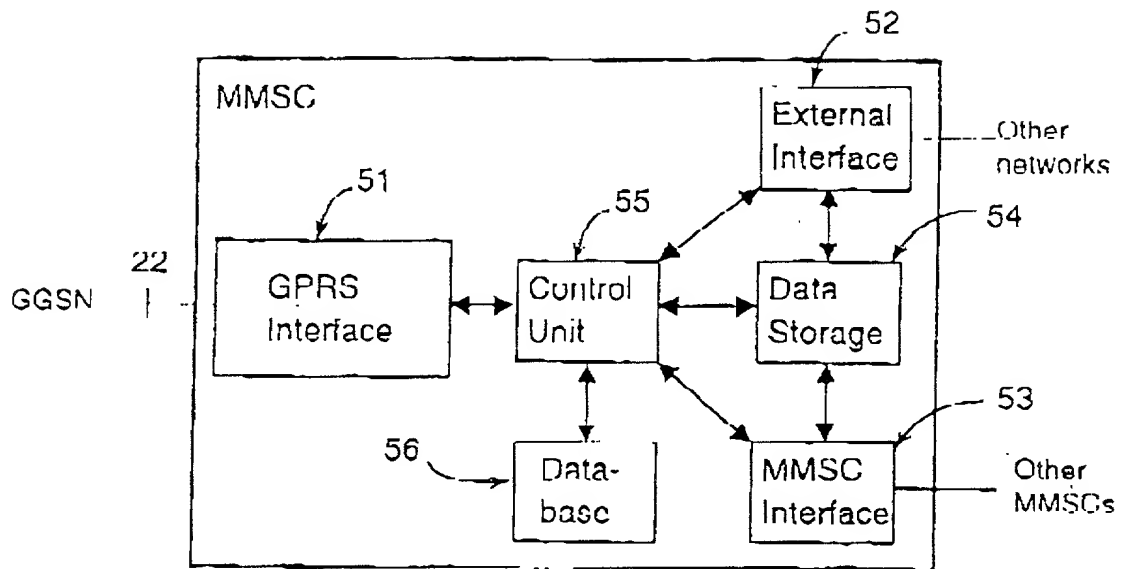 52
MMSC
External
Interface
Other
networks
51
55
54
22
GGSN
GPRS
Interface
Control
Unit
Data
Storage
53
56
Data-
base
MMSC
Interface
Other
MMSCs